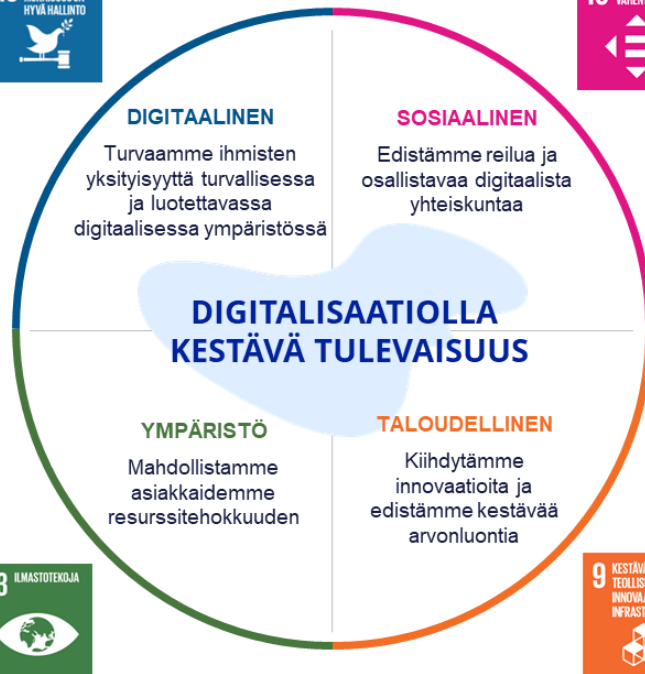 HYVÄ HALLINTO
DIGITAALINEN
Turvaamme ihmisten
yksityisyyttä turvallisessa
ja luotettavassa
digitaalisessa ympäristössä
SOSIAALINEN
Edistämme reilua ja
osallistavaa digitaalista
yhteiskuntaa
DIGITALISAATIOLLA
KESTÄVÄ TULEVAISUUS
YMPÄRISTÖ
Mahdollistamme
asiakkaidemme
resurssitehokkuuden
TALOUDELLINEN
Kiihdytämme
innovaatioita ja
edistämme kestävää
arvonluontia
3 ILMASTOTEKOJA
9